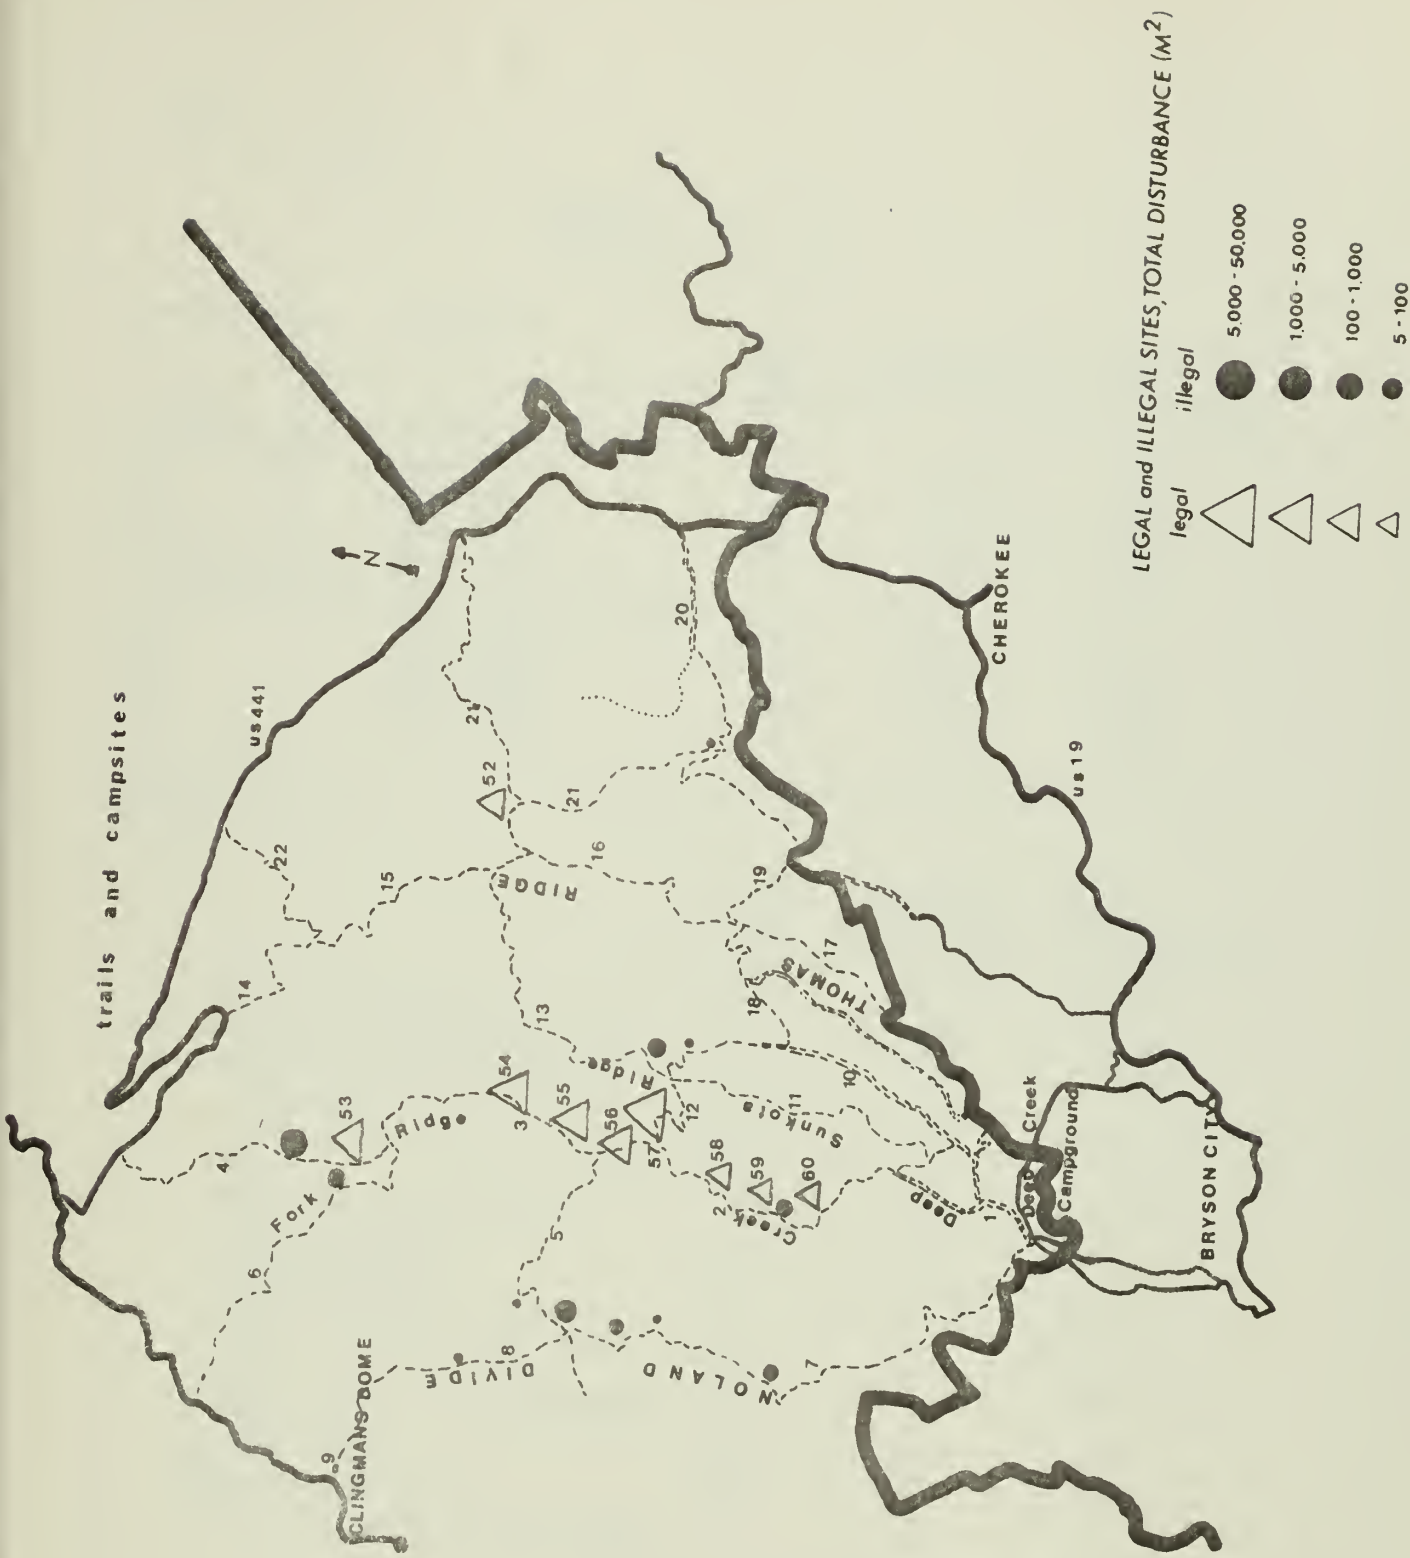 trails and campsites
us441
N
14
22
15
4
53
Fork
6
Ridge
54
3
55
56
57
12
13
Ridge
RIDGE
16
52
21
21
20
19
17
18
THOMAS
10
11
Sunkota
58
59
60
2
Creek
Deep
1
5
8
DIVIDE
NOLAND
7
9
CLINGMANS DOME
Deep Creek
Campground
BRYSON CITY
us19
CHEROKEE
LEGAL and ILLEGAL SITES, TOTAL DISTURBANCE (M²)
legal illegal
5,000 - 50,000
1,000 - 5,000
100 - 1,000
5 - 100